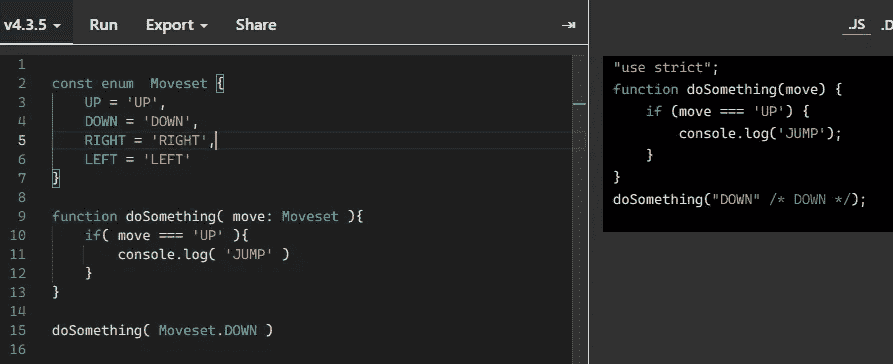 v4.3.5 Run Export Share
1
2 const enum  Moveset {
3     UP = 'UP',
4     DOWN = 'DOWN',
5     RIGHT = 'RIGHT',
6     LEFT = 'LEFT'
7 }
8
9 function doSomething( move: Moveset ){
10     if( move === 'UP' ){
11         console.log( 'JUMP' )
12     }
13 }
14
15 doSomething( Moveset.DOWN )
16
.JS .D
"use strict";
function doSomething(move) {
    if (move === 'UP') {
        console.log('JUMP');
    }
}
doSomething("DOWN" /* DOWN */);